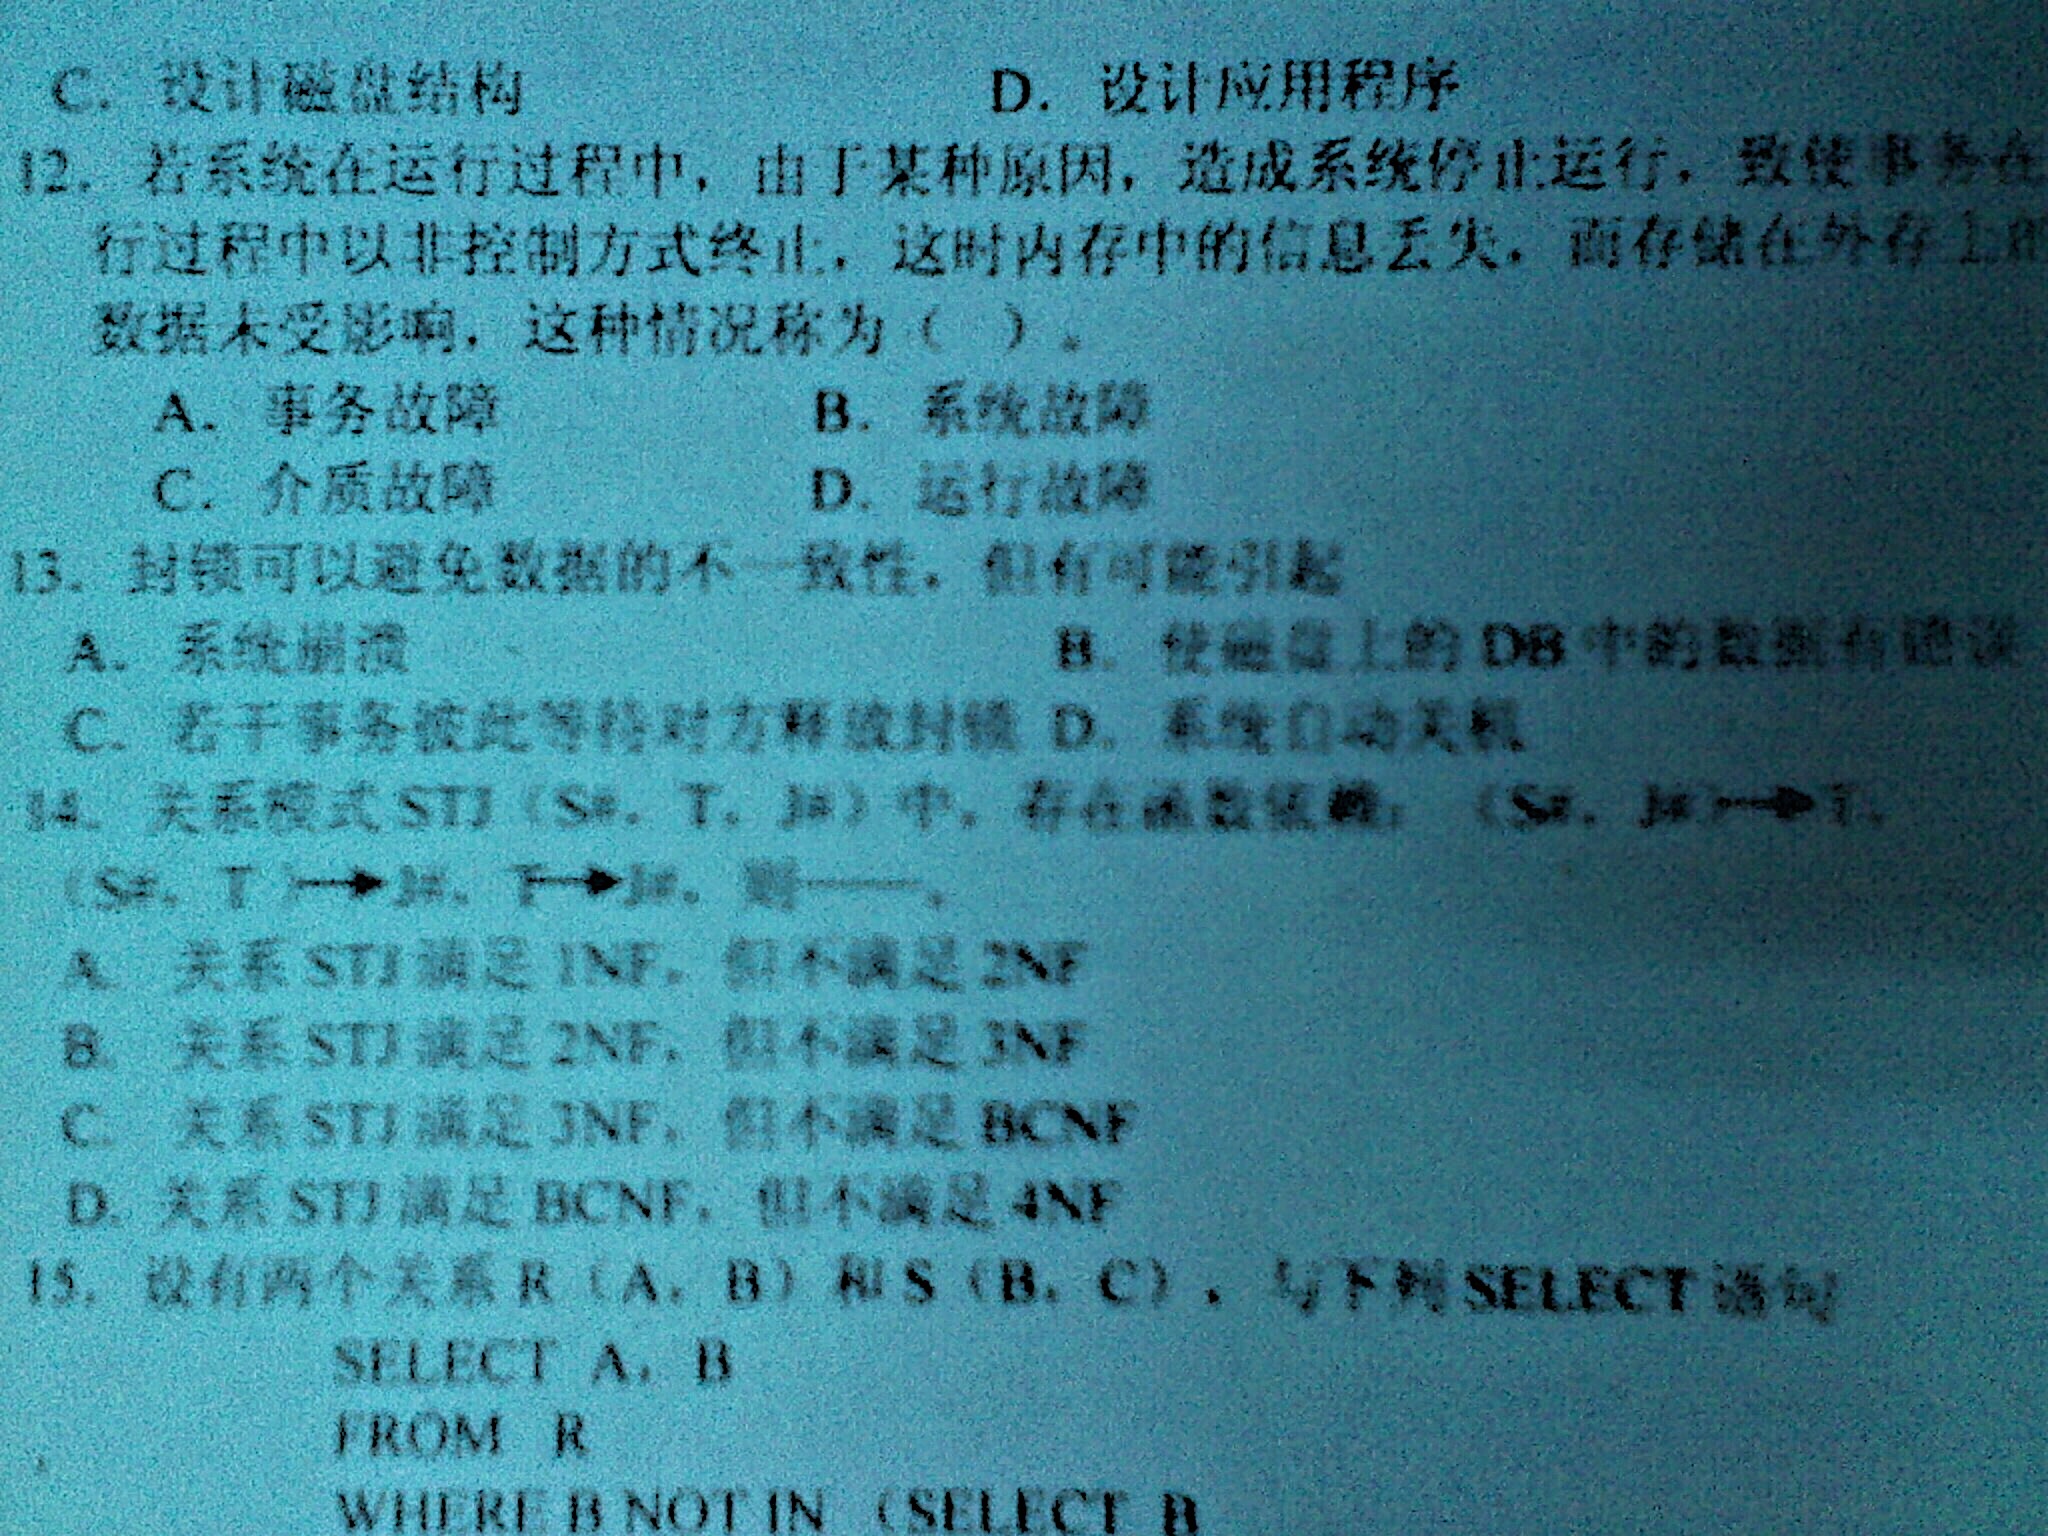 C. 设计磁盘结构 D. 设计应用程序
12. 若系统在运行过程中，由于某种原因，造成系统停止运行，致使事务在
行过程中以非控制方式终止，这时内存中的信息丢失，而存储在外存上的
数据未受影响，这种情况称为（ ）。
A. 事务故障 B. 系统故障
C. 介质故障 D. 运行故障
13. 封锁可以避免数据的不一致性，但有可能引起
A. 系统崩溃 B. 使磁盘上的 DB 中的数据有错误
C. 若干事务彼此等待对方释放封锁 D. 系统自动关机
14. 关系模式 STJ（S#，T，J#）中，存在函数依赖：（S#，J#）→T，
（S#，T）→J#，T→J#，则——。
A. 关系 STJ 满足 1NF，但不满足 2NF
B. 关系 STJ 满足 2NF，但不满足 3NF
C. 关系 STJ 满足 3NF，但不满足 BCNF
D. 关系 STJ 满足 BCNF，但不满足 4NF
15. 设有两个关系 R（A，B）和 S（B，C），与下列 SELECT 语句
SELECT A，B
FROM R
WHERE B NOT IN （SELECT B